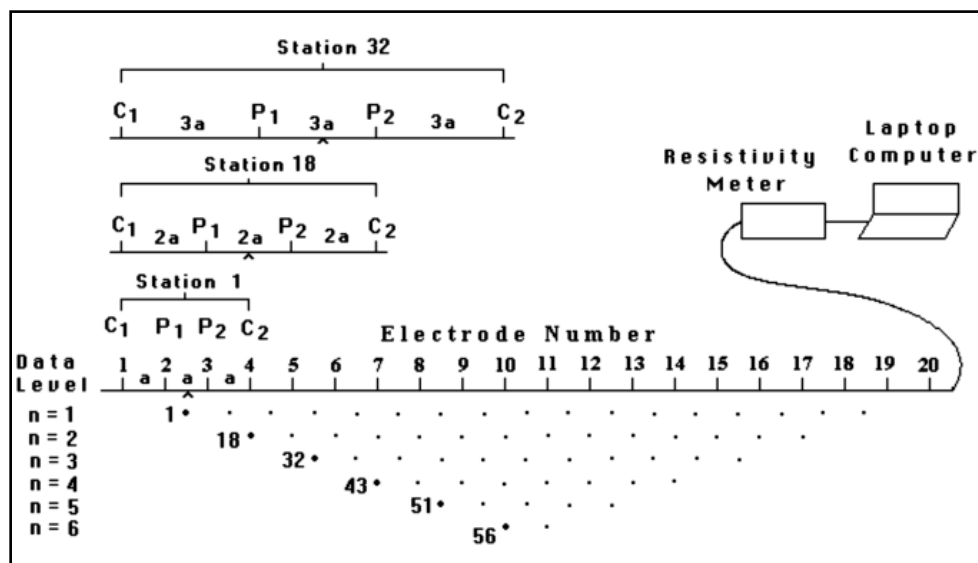 Station 32
C1 3a P1 3a P2 3a C2
Station 18
C1 2a P1 2a P2 2a C2
Station 1
C1 P1 P2 C2
Resistivity
Meter
Laptop
Computer
Electrode Number
Data
Level
1 2 3 4 5 6 7 8 9 10 11 12 13 14 15 16 17 18 19 20
a a a
n = 1 1
n = 2 18
n = 3 32
n = 4 43
n = 5 51
n = 6 56